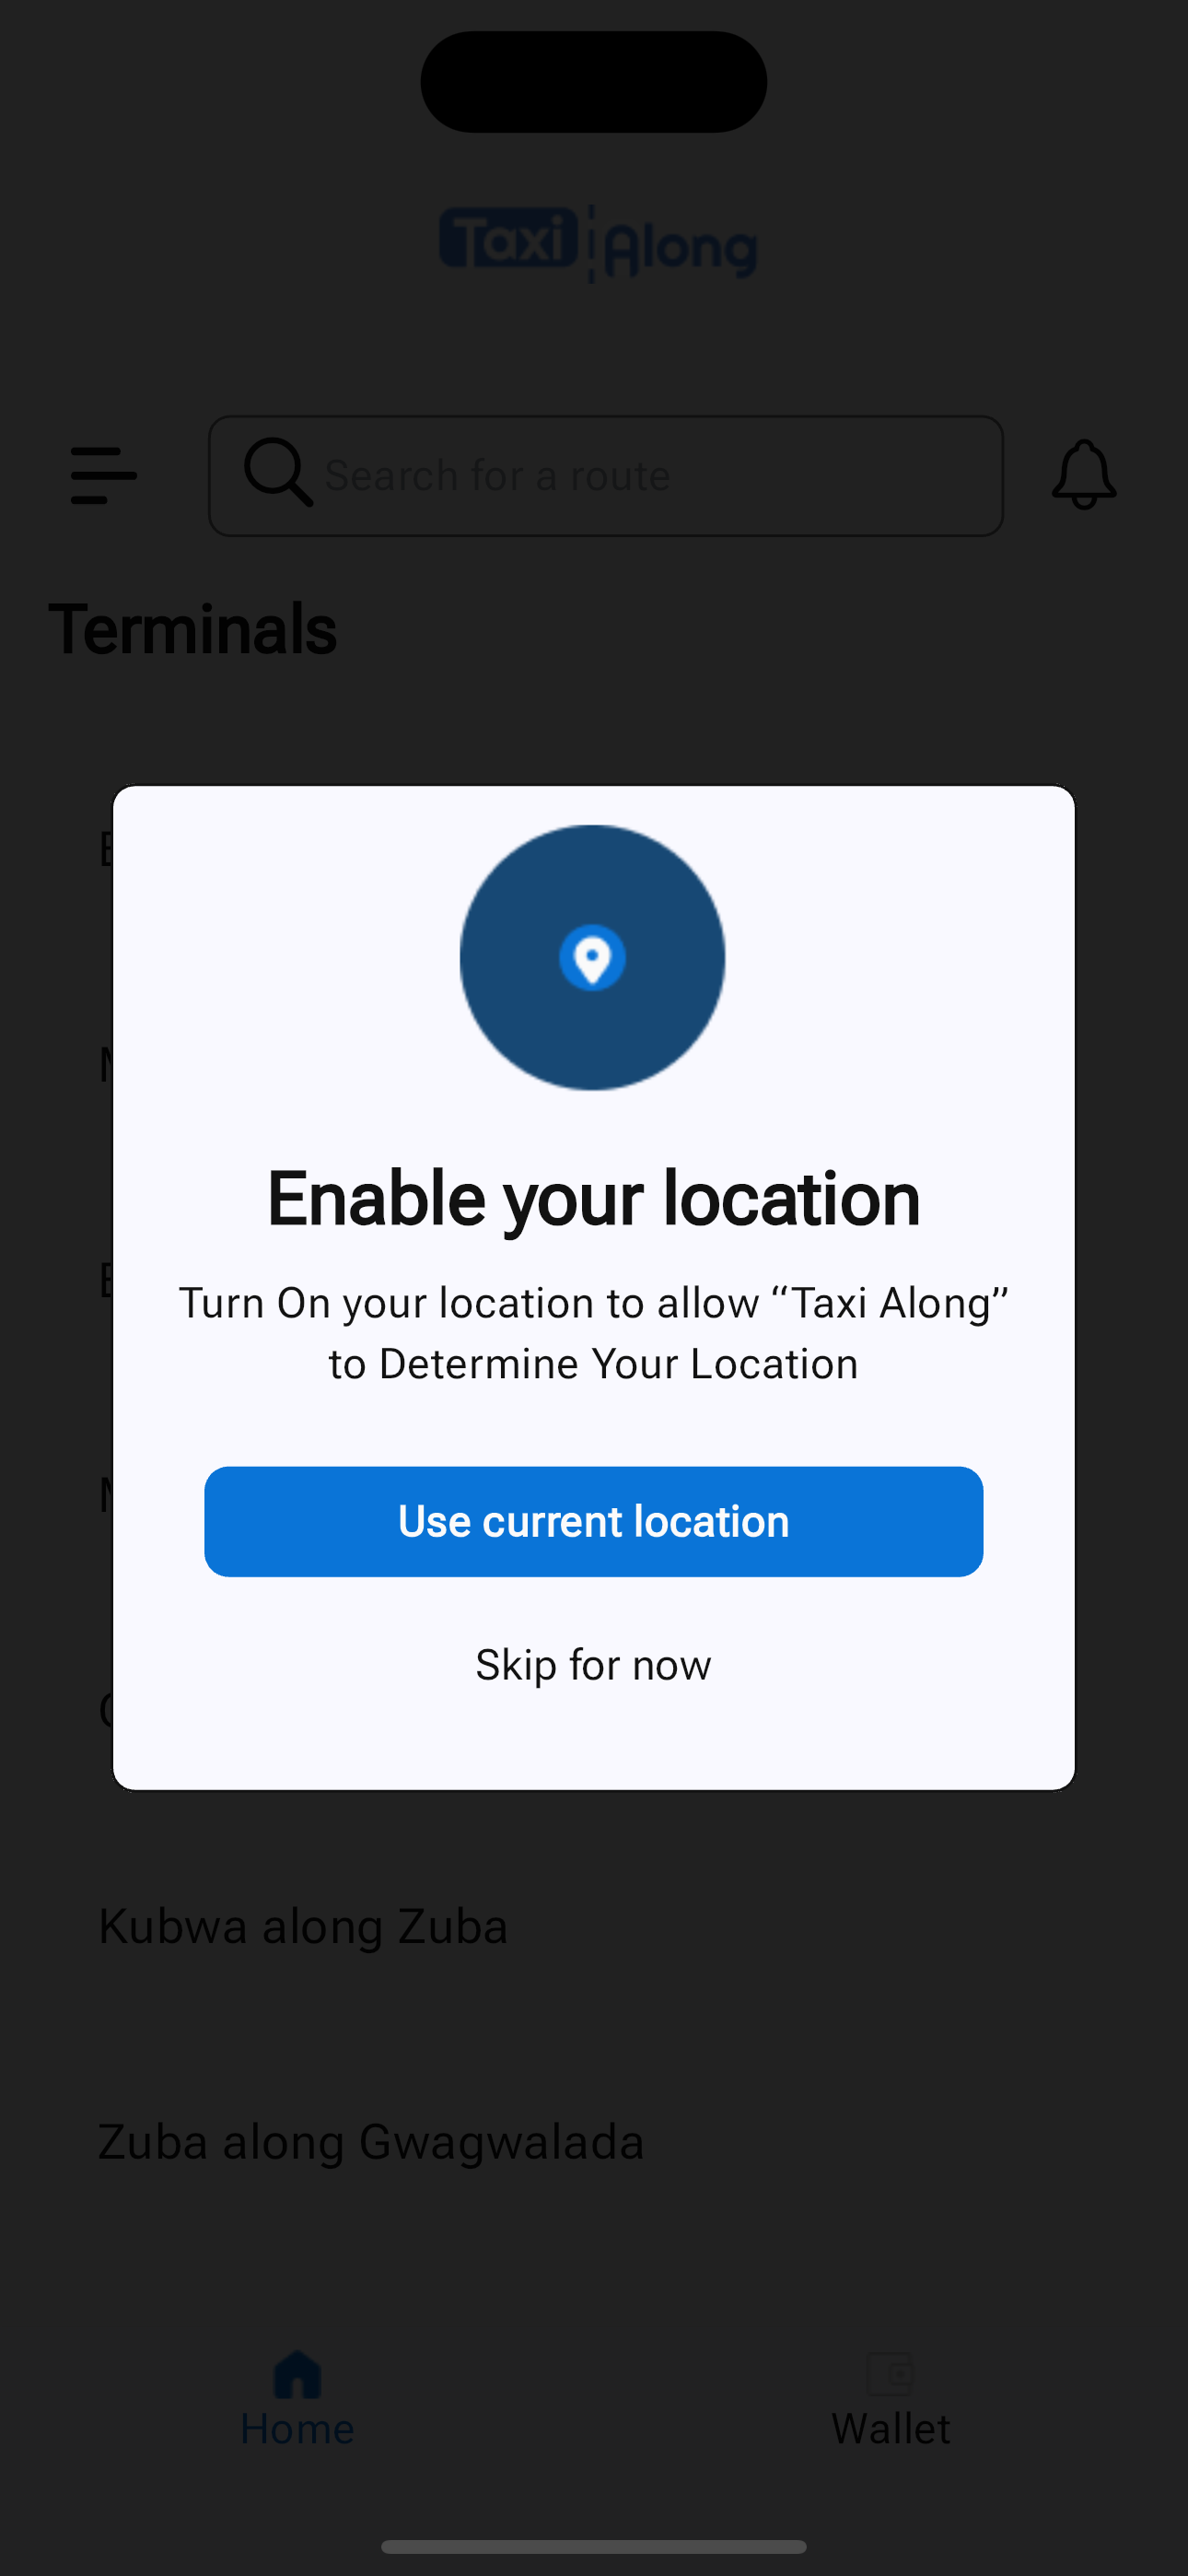 Taxi Along
Search for a route
Terminals
Enable your location
Turn On your location to allow “Taxi Along”
to Determine Your Location
Use current location
Skip for now
Kubwa along Zuba
Zuba along Gwagwalada
Home
Wallet